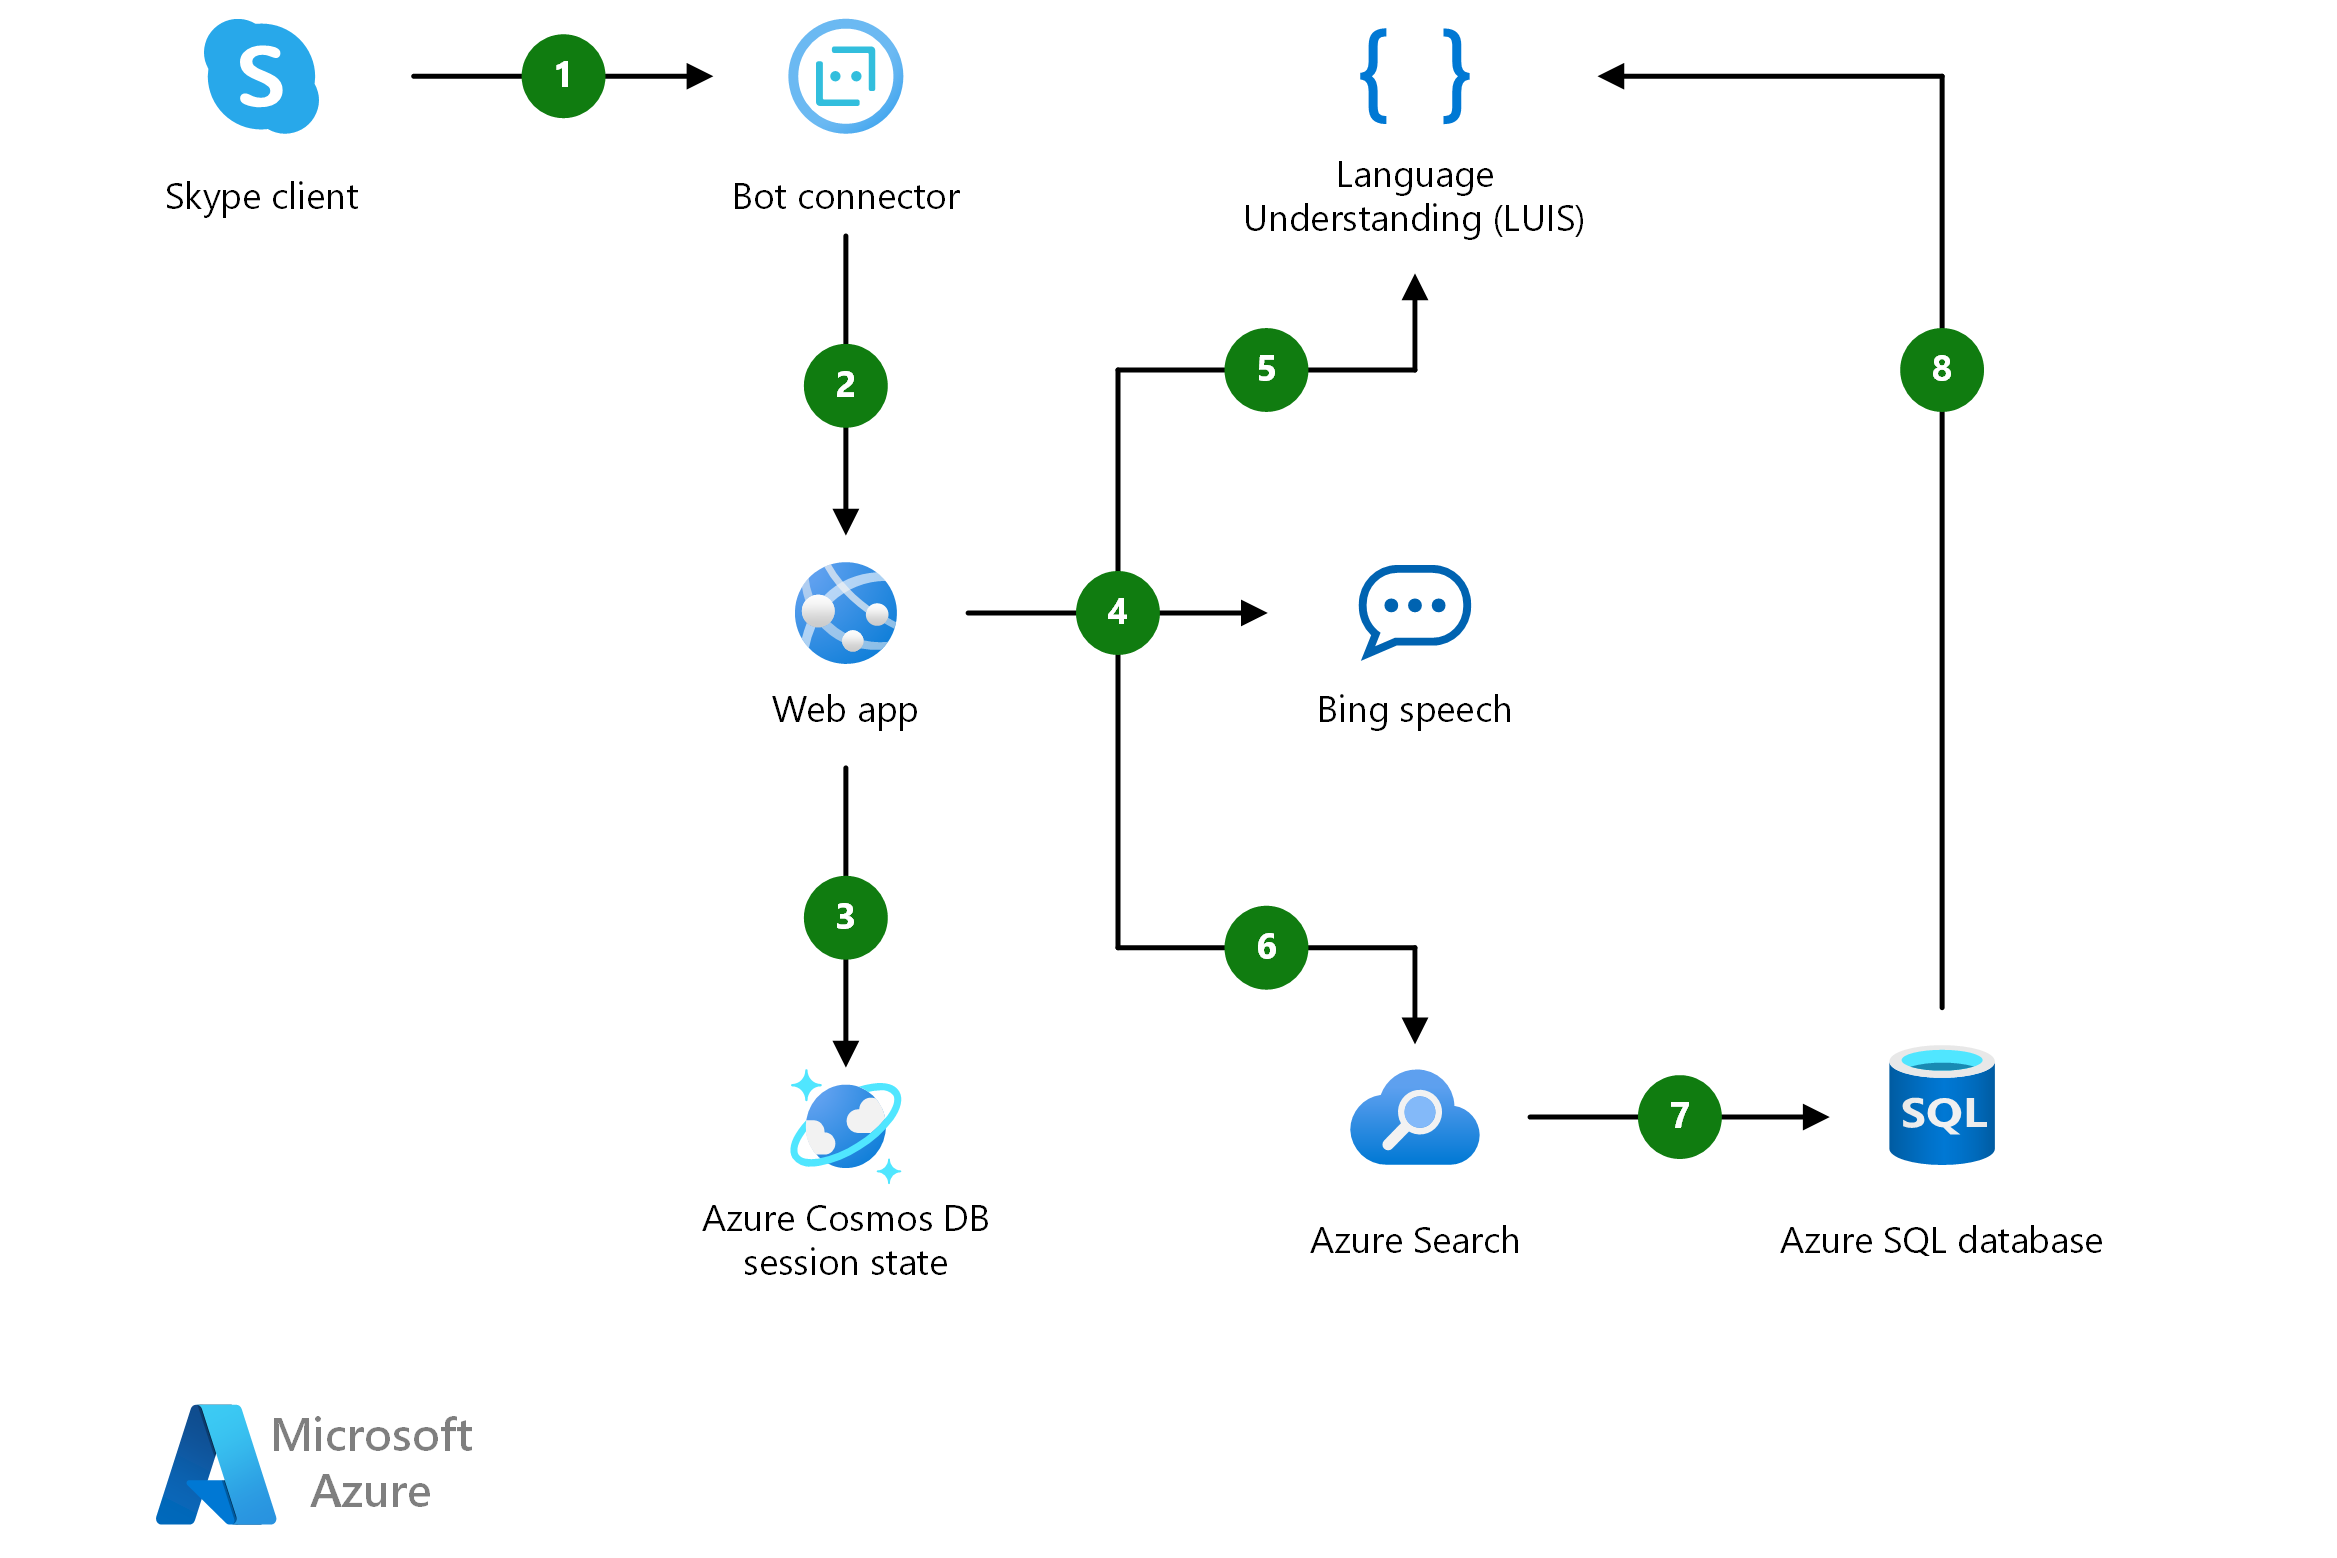 S
1
Skype client
Bot connector
Language
Understanding (LUIS)
2
5
8
4
Web app
Bing speech
3
6
7
SQL
Azure Cosmos DB
session state
Azure Search
Azure SQL database
Microsoft
Azure